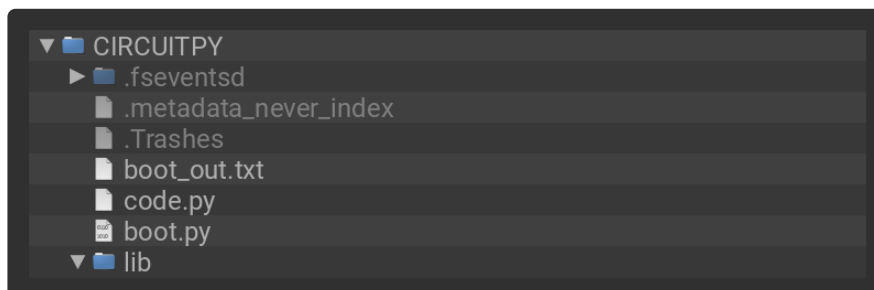 CIRCUITPY
.fseventsd
.metadata_never_index
.Trashes
boot_out.txt
code.py
boot.py
lib